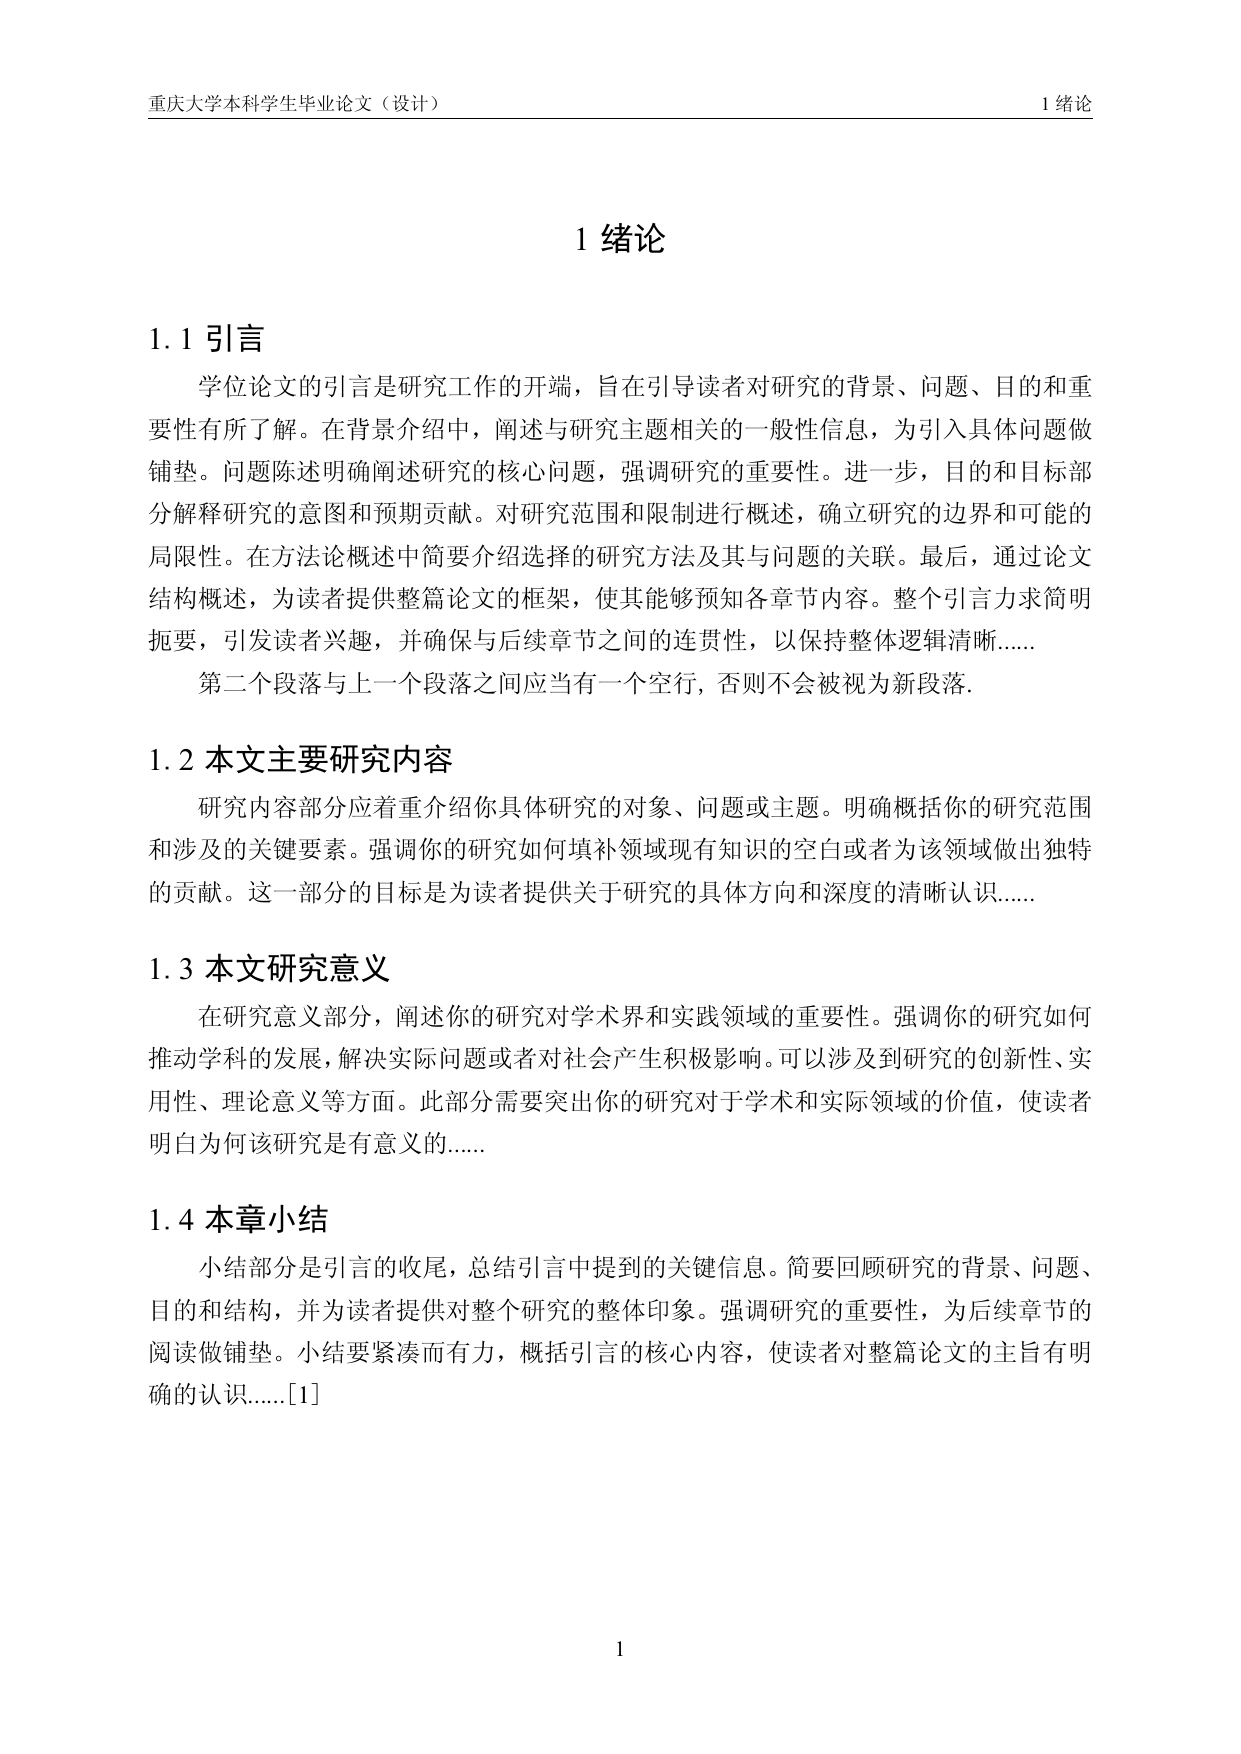 重庆大学本科学生毕业论文（设计）
1 绪论
1 绪论
1. 1 引言
学位论文的引言是研究工作的开端，旨在引导读者对研究的背景、问题、目的和重
要性有所了解。在背景介绍中，阐述与研究主题相关的一般性信息，为引入具体问题做
铺垫。问题陈述明确阐述研究的核心问题，强调研究的重要性。进一步，目的和目标部
分解释研究的意图和预期贡献。对研究范围和限制进行概述，确立研究的边界和可能的
局限性。在方法论概述中简要介绍选择的研究方法及其与问题的关联。最后，通过论文
结构概述，为读者提供整篇论文的框架，使其能够预知各章节内容。整个引言力求简明
扼要，引发读者兴趣，并确保与后续章节之间的连贯性，以保持整体逻辑清晰......
第二个段落与上一个段落之间应当有一个空行, 否则不会被视为新段落.
1. 2 本文主要研究内容
研究内容部分应着重介绍你具体研究的对象、问题或主题。明确概括你的研究范围
和涉及的关键要素。强调你的研究如何填补领域现有知识的空白或者为该领域做出独特
的贡献。这一部分的目标是为读者提供关于研究的具体方向和深度的清晰认识......
1. 3 本文研究意义
在研究意义部分，阐述你的研究对学术界和实践领域的重要性。强调你的研究如何
推动学科的发展，解决实际问题或者对社会产生积极影响。可以涉及到研究的创新性、实
用性、理论意义等方面。此部分需要突出你的研究对于学术和实际领域的价值，使读者
明白为何该研究是有意义的......
1. 4 本章小结
小结部分是引言的收尾，总结引言中提到的关键信息。简要回顾研究的背景、问题、
目的和结构，并为读者提供对整个研究的整体印象。强调研究的重要性，为后续章节的
阅读做铺垫。小结要紧凑而有力，概括引言的核心内容，使读者对整篇论文的主旨有明
确的认识......[1]
1